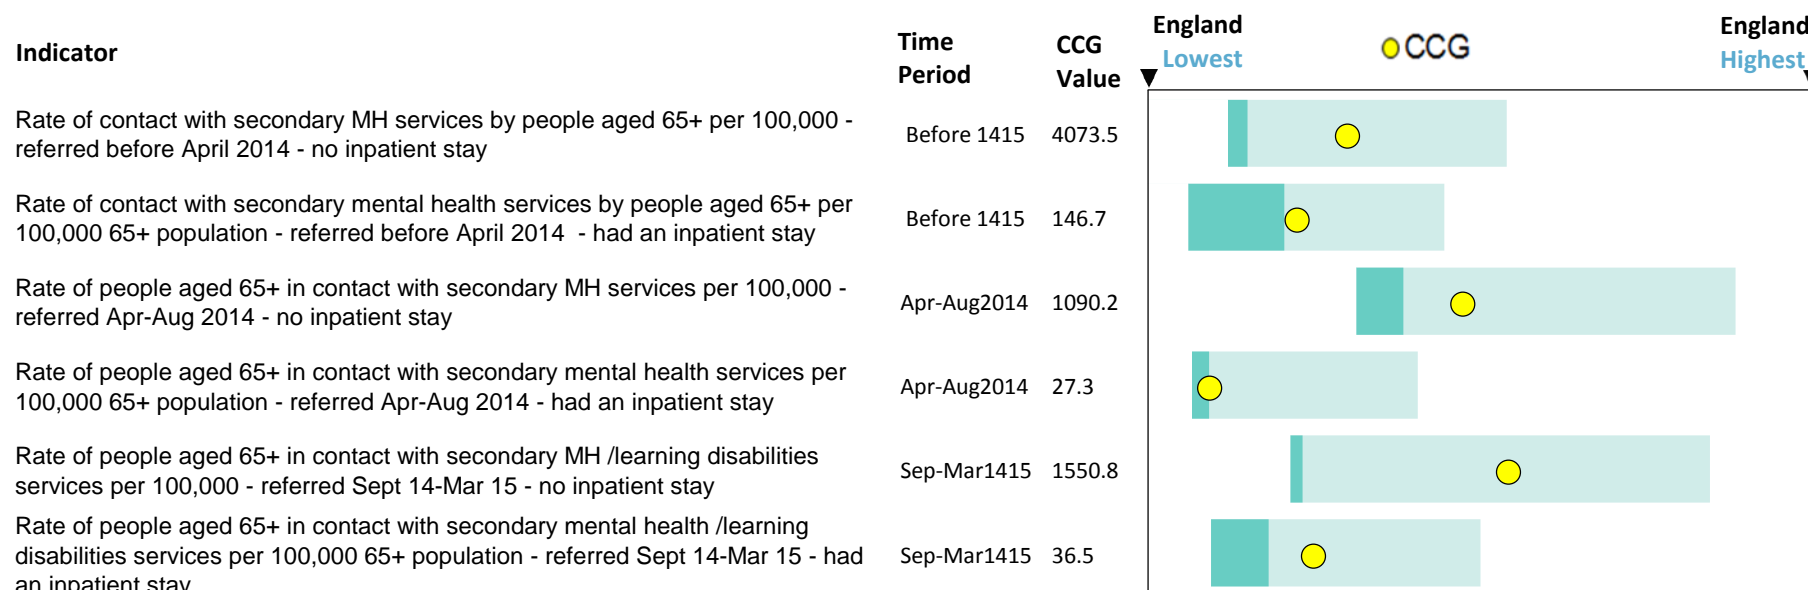 Indicator
Time
Period
CCG
Value
England
Lowest
CCG
England
Highest
Rate of contact with secondary MH services by people aged 65+ per 100,000 -
referred before April 2014 - no inpatient stay
Before 1415
4073.5
Rate of contact with secondary mental health services by people aged 65+ per
100,000 65+ population - referred before April 2014  - had an inpatient stay
Before 1415
146.7
Rate of people aged 65+ in contact with secondary MH services per 100,000 -
referred Apr-Aug 2014 - no inpatient stay
Apr-Aug2014
1090.2
Rate of people aged 65+ in contact with secondary mental health services per
100,000 65+ population - referred Apr-Aug 2014 - had an inpatient stay
Apr-Aug2014
27.3
Rate of people aged 65+ in contact with secondary MH /learning disabilities
services per 100,000 - referred Sept 14-Mar 15 - no inpatient stay
Sep-Mar1415
1550.8
Rate of people aged 65+ in contact with secondary mental health /learning
disabilities services per 100,000 65+ population - referred Sept 14-Mar 15 - had
an inpatient stay
Sep-Mar1415
36.5